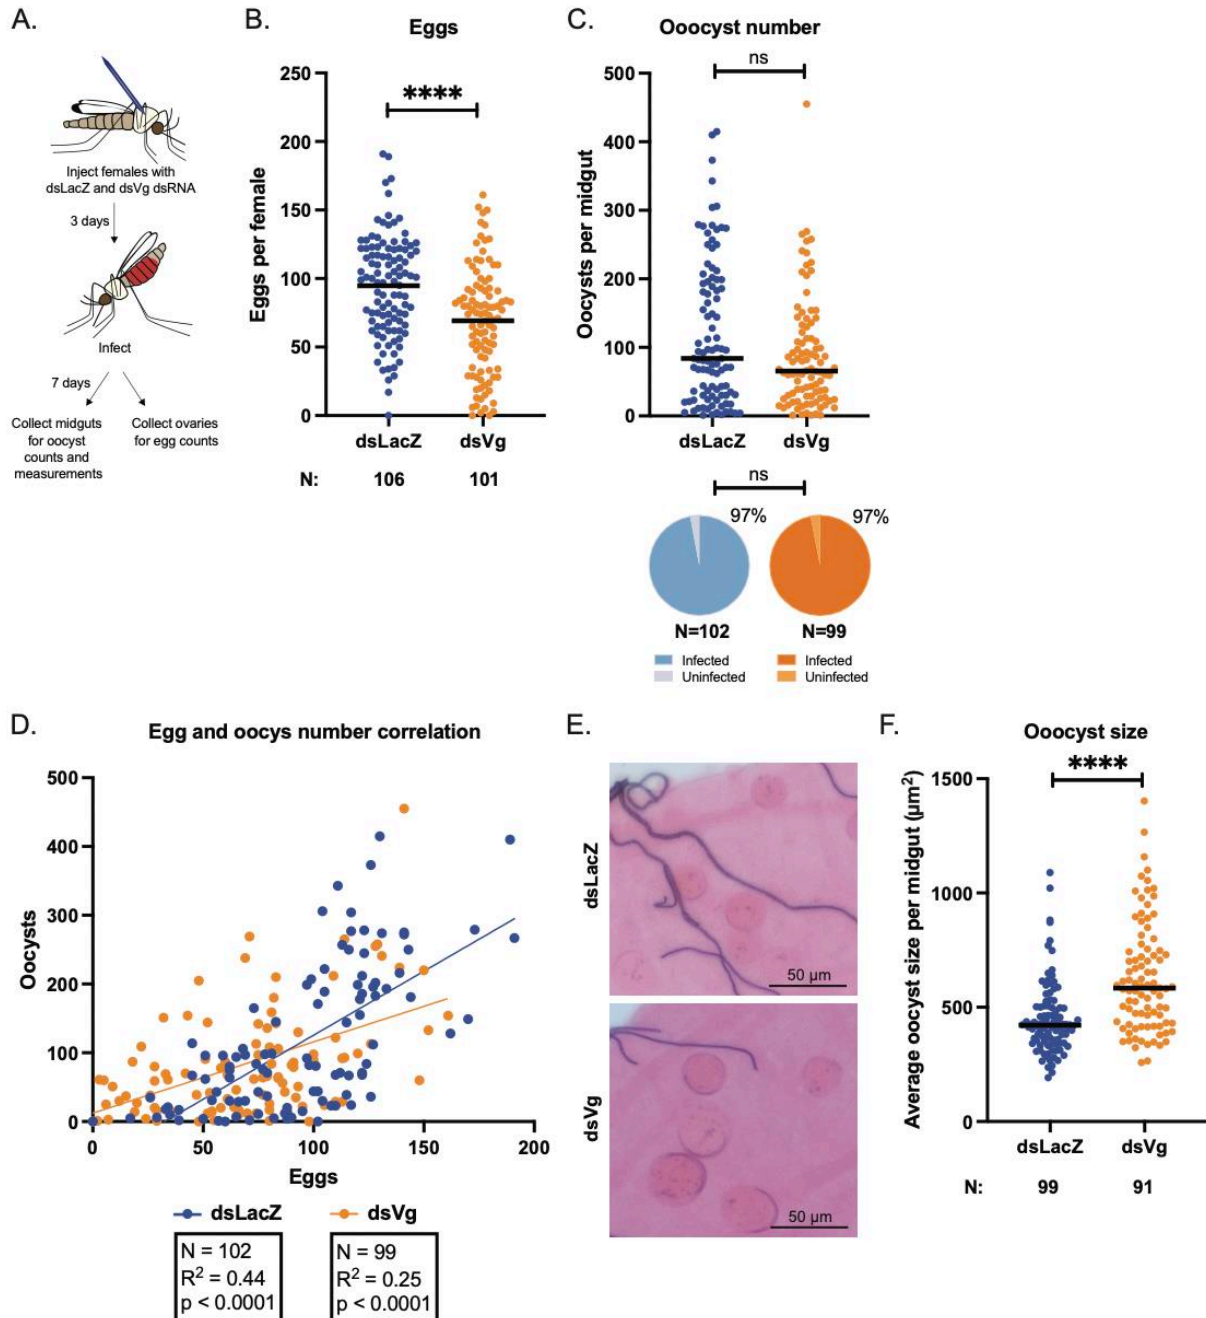 A.
Inject females with
dsLacZ and dsVg dsRNA
3 days
Infect
7 days
Collect midguts
for oocyst
counts and
measurements
Collect ovaries
for egg counts
B.
Eggs
****
Eggs per female
250
200
150
100
50
0
dsLacZ dsVg
N: 106 101
C.
Ooocyst number
ns
Oocysts per midgut
500
400
300
200
100
0
dsLacZ dsVg
ns
97% 97%
N=102 N=99
Infected Infected
Uninfected Uninfected
D.
Egg and oocys number correlation
Oocysts
500
400
300
200
100
0
0 50 100 150 200
Eggs
dsLacZ dsVg
N = 102
R² = 0.44
p < 0.0001
N = 99
R² = 0.25
p < 0.0001
E.
dsLacZ
50 µm
dsVg
50 µm
F.
Ooocyst size
****
Average oocyst size per midgut (µm²)
1500
1000
500
0
dsLacZ dsVg
N: 99 91